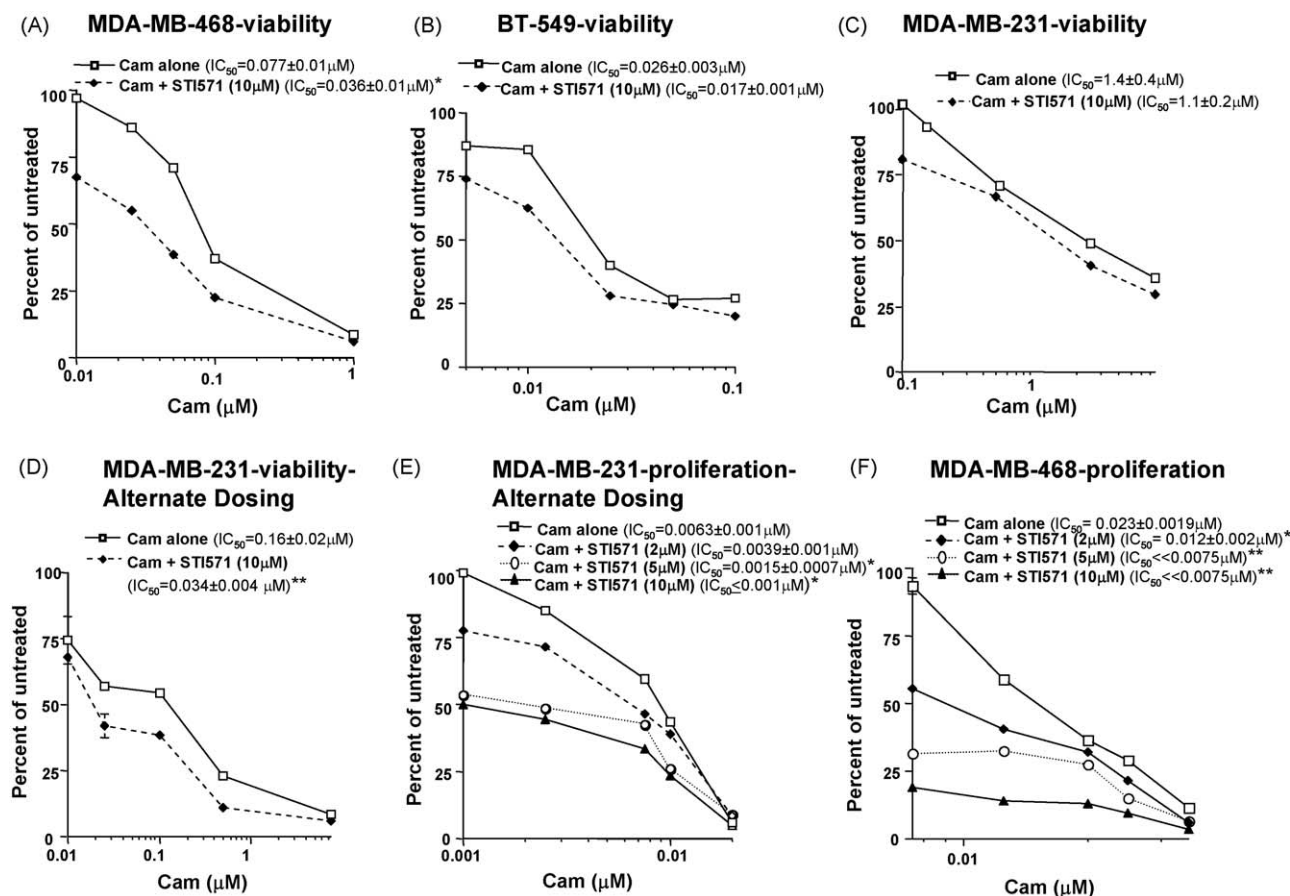 (A) MDA-MB-468-viability
Cam alone (IC50=0.077±0.01µM)
Cam + STI571 (10µM) (IC50=0.036±0.01µM)*
Percent of untreated
100
75
50
25
0
0.01 0.1 1
Cam (µM)
(B) BT-549-viability
Cam alone (IC50=0.026±0.003µM)
Cam + STI571 (10µM) (IC50=0.017±0.001µM)
Percent of untreated
100
75
50
25
0
0.01 0.1
Cam (µM)
(C) MDA-MB-231-viability
Cam alone (IC50=1.4±0.4µM)
Cam + STI571 (10µM) (IC50=1.1±0.2µM)
Percent of untreated
100
75
50
25
0
0.1 1
Cam (µM)
(D) MDA-MB-231-viability-
Alternate Dosing
Cam alone (IC50=0.16±0.02µM)
Cam + STI571 (10µM)
(IC50=0.034±0.004 µM)**
Percent of untreated
100
75
50
25
0
0.01 0.1 1
Cam (µM)
(E) MDA-MB-231-proliferation-
Alternate Dosing
Cam alone (IC50=0.0063±0.001µM)
Cam + STI571 (2µM) (IC50=0.0039±0.001µM)
Cam + STI571 (5µM) (IC50=0.0015±0.0007µM)*
Cam + STI571 (10µM) (IC50≤0.001µM)*
Percent of untreated
100
75
50
25
0
0.001 0.01
Cam (µM)
(F) MDA-MB-468-proliferation
Cam alone (IC50= 0.023±0.0019µM)
Cam + STI571 (2µM) (IC50= 0.012±0.002µM)*
Cam + STI571 (5µM) (IC50<<0.0075µM)**
Cam + STI571 (10µM) (IC50<<0.0075µM)**
Percent of untreated
100
75
50
25
0
0.01
Cam (µM)